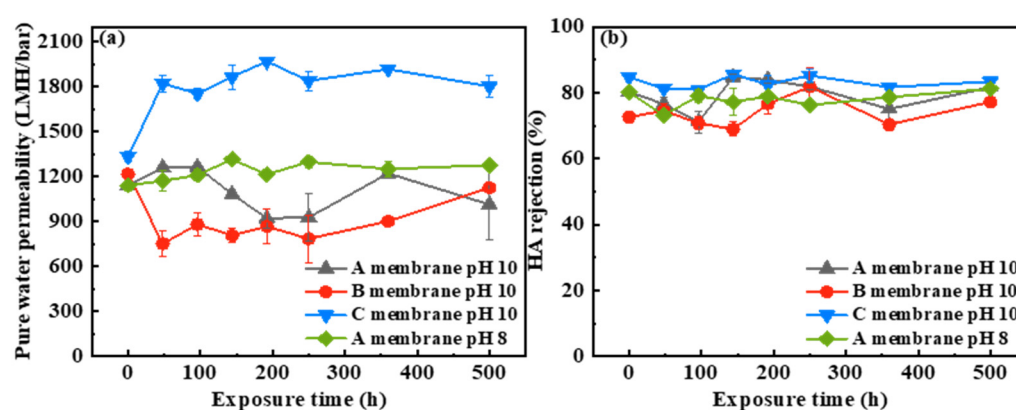 (a)
Pure water permeability (LMH/bar)
2100
1800
1500
1200
900
600
300
0
A membrane pH 10
B membrane pH 10
C membrane pH 10
A membrane pH 8
0 100 200 300 400 500
Exposure time (h)
(b)
HA rejection (%)
100
80
60
40
20
0
A membrane pH 10
B membrane pH 10
C membrane pH 10
A membrane pH 8
0 100 200 300 400 500
Exposure time (h)